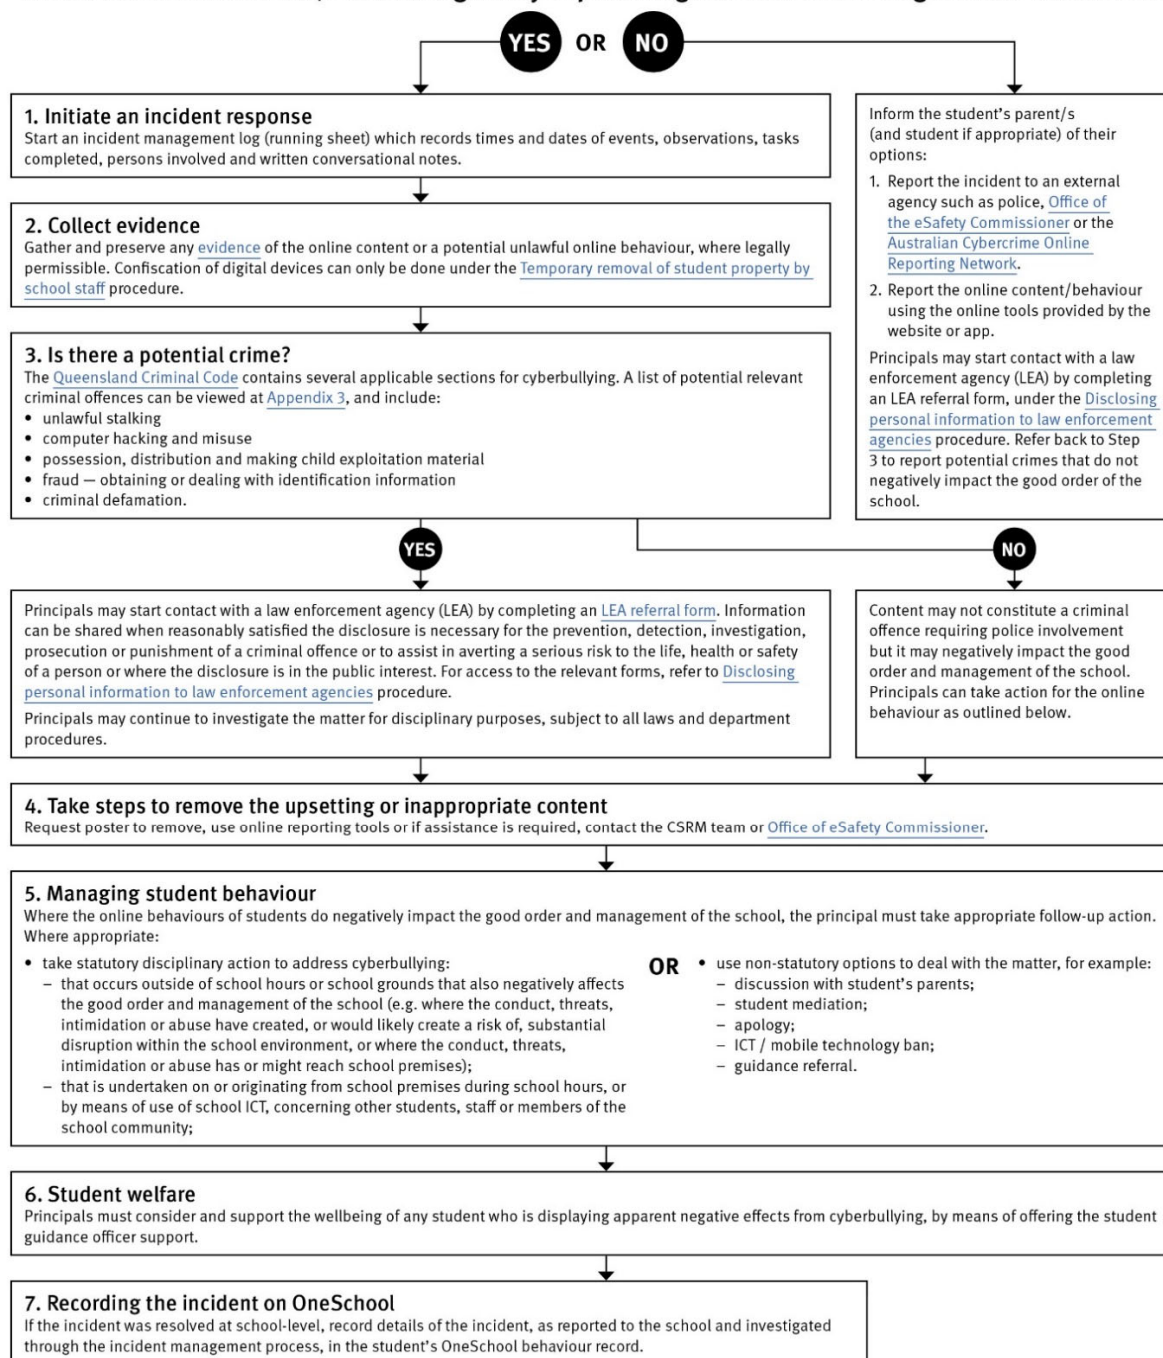 YES OR NO
1. Initiate an incident response
Start an incident management log (running sheet) which records times and dates of events, observations, tasks
completed, persons involved and written conversational notes.
2. Collect evidence
Gather and preserve any evidence of the online content or a potential unlawful online behaviour, where legally
permissible. Confiscation of digital devices can only be done under the Temporary removal of student property by
school staff procedure.
3. Is there a potential crime?
The Queensland Criminal Code contains several applicable sections for cyberbullying. A list of potential relevant
criminal offences can be viewed at Appendix 3, and include:
• unlawful stalking
• computer hacking and misuse
• possession, distribution and making child exploitation material
• fraud — obtaining or dealing with identification information
• criminal defamation.
Inform the student's parent/s
(and student if appropriate) of their
options:
1. Report the incident to an external
agency such as police, Office of
the eSafety Commissioner or the
Australian Cybercrime Online
Reporting Network.
2. Report the online content/behaviour
using the online tools provided by the
website or app.
Principals may start contact with a law
enforcement agency (LEA) by completing
an LEA referral form, under the Disclosing
personal information to law enforcement
agencies procedure. Refer back to Step
3 to report potential crimes that do not
negatively impact the good order of the
school.
YES
NO
Principals may start contact with a law enforcement agency (LEA) by completing an LEA referral form. Information
can be shared when reasonably satisfied the disclosure is necessary for the prevention, detection, investigation,
prosecution or punishment of a criminal offence or to assist in averting a serious risk to the life, health or safety
of a person or where the disclosure is in the public interest. For access to the relevant forms, refer to Disclosing
personal information to law enforcement agencies procedure.
Principals may continue to investigate the matter for disciplinary purposes, subject to all laws and department
procedures.
Content may not constitute a criminal
offence requiring police involvement
but it may negatively impact the good
order and management of the school.
Principals can take action for the online
behaviour as outlined below.
4. Take steps to remove the upsetting or inappropriate content
Request poster to remove, use online reporting tools or if assistance is required, contact the CSRM team or Office of eSafety Commissioner.
5. Managing student behaviour
Where the online behaviours of students do negatively impact the good order and management of the school, the principal must take appropriate follow-up action.
Where appropriate:
• take statutory disciplinary action to address cyberbullying:
– that occurs outside of school hours or school grounds that also negatively affects
the good order and management of the school (e.g. where the conduct, threats,
intimidation or abuse have created, or would likely create a risk of, substantial
disruption within the school environment, or where the conduct, threats,
intimidation or abuse has or might reach school premises);
– that is undertaken on or originating from school premises during school hours, or
by means of use of school ICT, concerning other students, staff or members of the
school community;
OR
• use non-statutory options to deal with the matter, for example:
– discussion with student's parents;
– student mediation;
– apology;
– ICT / mobile technology ban;
– guidance referral.
6. Student welfare
Principals must consider and support the wellbeing of any student who is displaying apparent negative effects from cyberbullying, by means of offering the student
guidance officer support.
7. Recording the incident on OneSchool
If the incident was resolved at school-level, record details of the incident, as reported to the school and investigated
through the incident management process, in the student's OneSchool behaviour record.